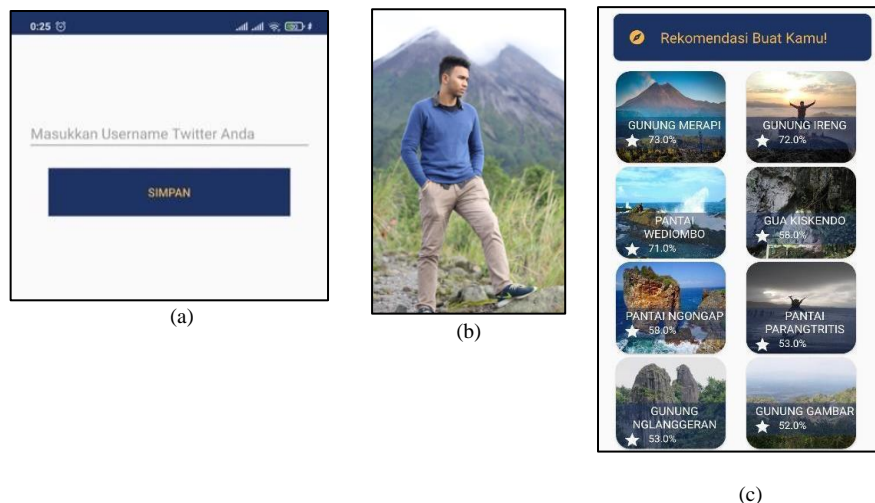 0:25
Masukkan Username Twitter Anda
SIMPAN
(a)
(b)
Rekomendasi Buat Kamu!
GUNUNG MERAPI
73.0%
GUNUNG IRENG
72.0%
PANTAI
WEDIOMBO
71.0%
GUA KISKENDO
58.0%
PANTAI NGONGAP
58.0%
PANTAI
PARANGTRITIS
53.0%
GUNUNG
NGLANGGERAN
53.0%
GUNUNG GAMBAR
52.0%
(c)